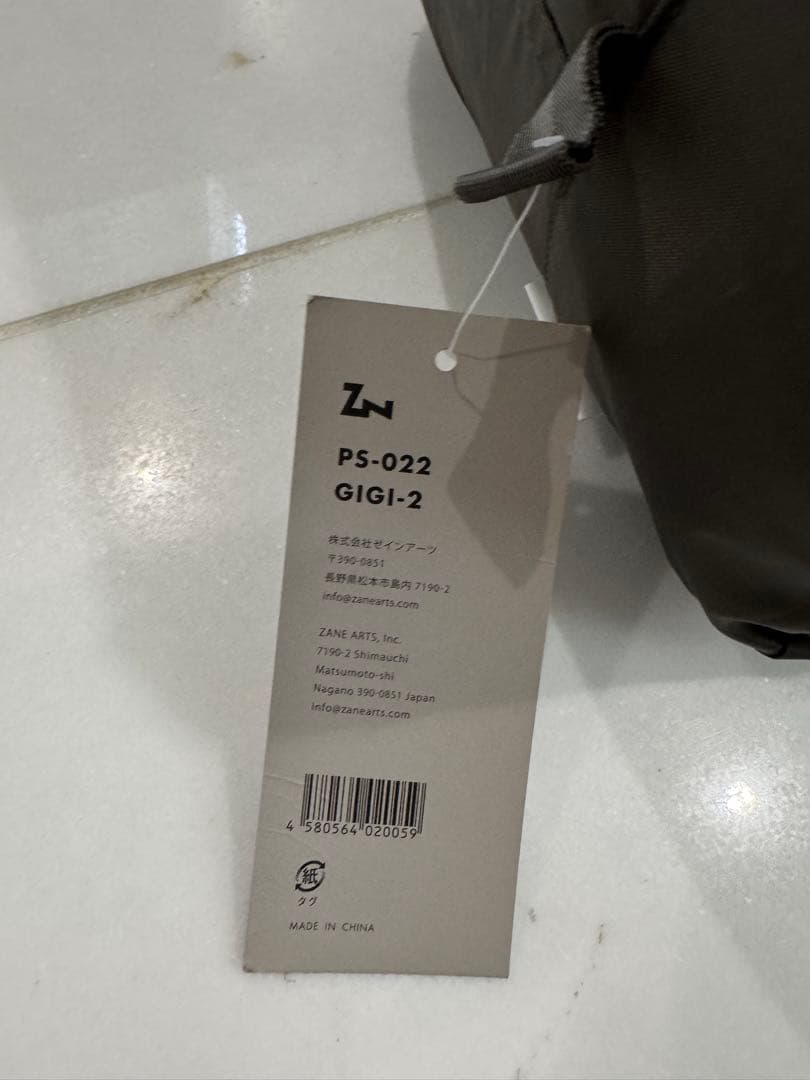 ZN
PS-022
GIGI-2
株式会社ゼインアーツ
〒390-0851
長野県松本市島内 7190-2
info@zanearts.com
ZANE ARTS, Inc.
7190-2 Shimauchi
Matsumoto-shi
Nagano 390-0851 Japan
info@zanearts.com
4 580564 020059
紙
タグ
MADE IN CHINA